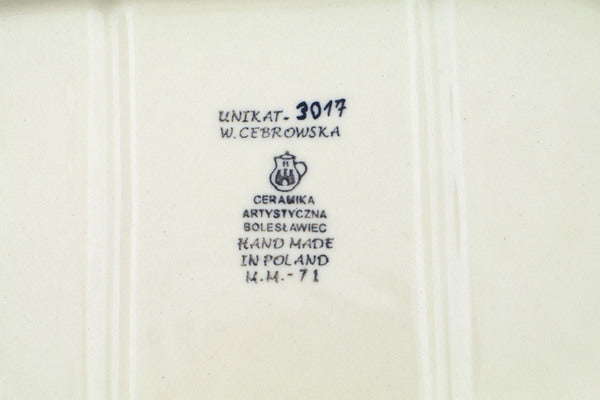 UNIKAT- 3017
W. CEBROWSKA
B
CERAMIKA
ARTYSTYCZNA
BOLESŁAWIEC
HAND MADE
IN POLAND
M.M.- 71